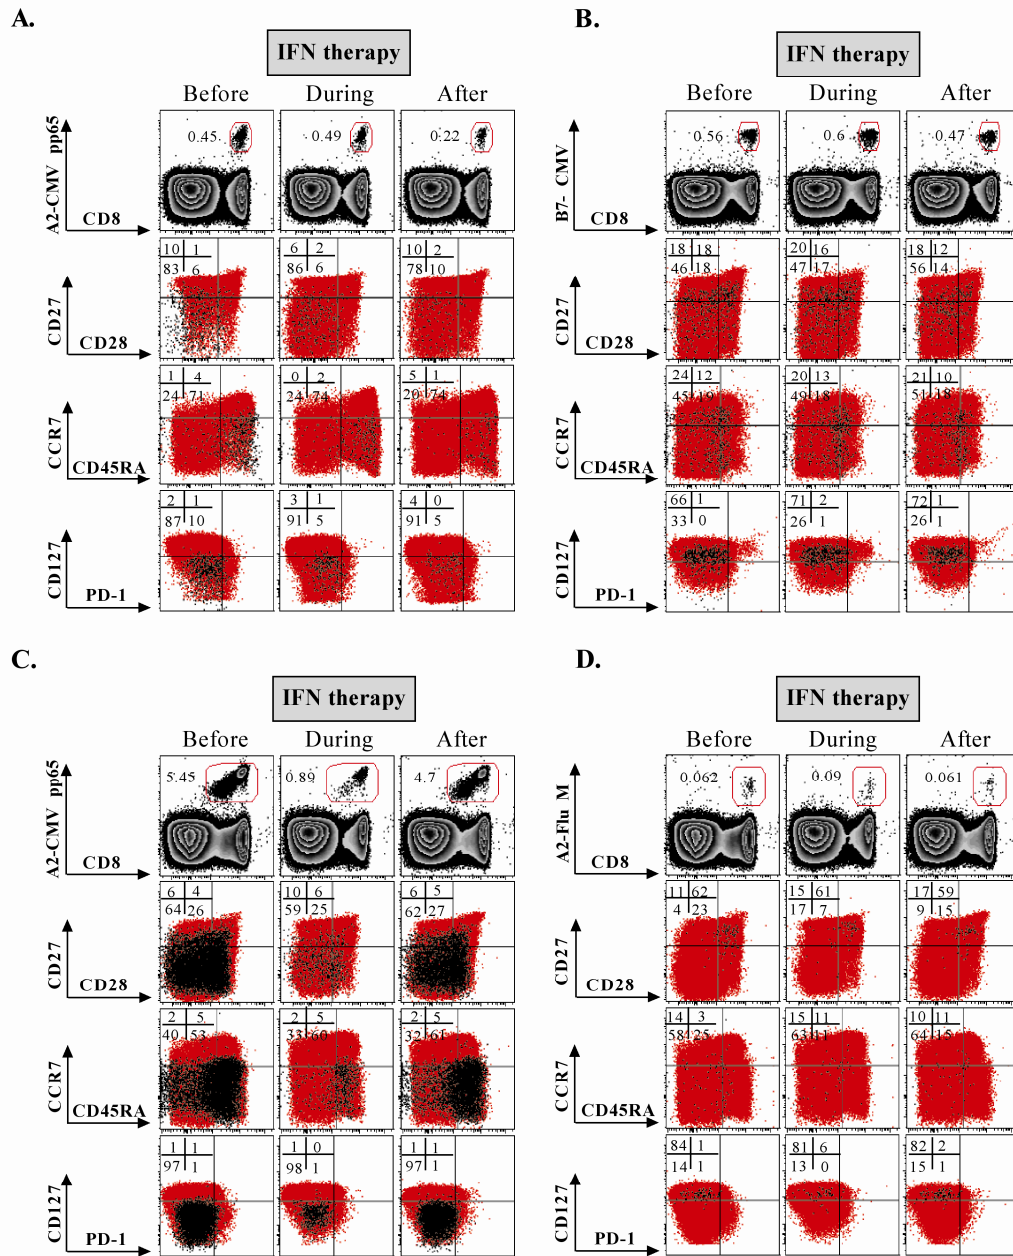 A.
IFN therapy
Before During After
A2-CMV pp65
0.45 0.49 0.22
CD8
10 1 6 2 10 2
83 6 86 6 78 10
CD27
CD28
1 4 0 2 5 1
24 71 24 74 20 74
CCR7
CD45RA
2 1 3 1 4 0
87 10 91 5 91 5
CD127
PD-1
B.
IFN therapy
Before During After
B7- CMV
0.56 0.6 0.47
CD8
18 18 20 16 18 12
46 18 47 17 56 14
CD27
CD28
24 12 20 13 21 10
45 19 49 18 51 18
CCR7
CD45RA
66 1 71 2 72 1
33 0 26 1 26 1
CD127
PD-1
C.
IFN therapy
Before During After
A2-CMV pp65
5.45 0.89 4.7
CD8
6 4 10 6 6 5
64 26 59 25 62 27
CD27
CD28
2 5 2 5 2 5
40 53 33 60 32 61
CCR7
CD45RA
1 1 1 0 1 1
97 1 98 1 97 1
CD127
PD-1
D.
IFN therapy
Before During After
A2-Flu M
0.062 0.09 0.061
CD8
11 62 15 61 17 59
4 23 17 7 9 15
CD27
CD28
14 3 15 11 10 11
58 25 63 11 64 15
CCR7
CD45RA
84 1 81 6 82 2
14 1 13 0 15 1
CD127
PD-1